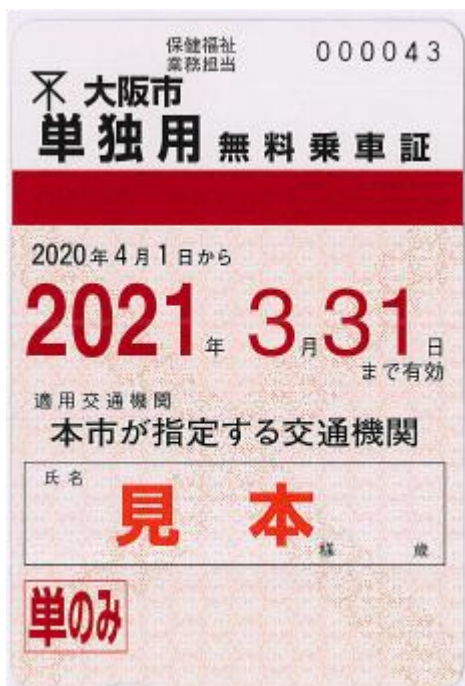 保健福祉
業務担当
000043
大阪市
単独用 無料乗車証
2020年4月1日から
2021年 3月31日
まで有効
適用交通機関
本市が指定する交通機関
氏名
見本
様 歳
単のみ